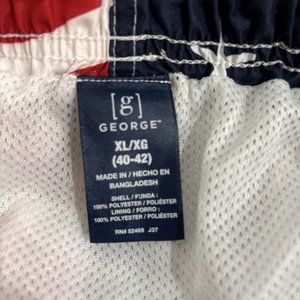 [g]
GEORGE™
XL/XG
(40-42)
MADE IN / HECHO EN
BANGLADESH
SHELL / FUNDA :
100% POLYESTER / POLIÉSTER
LINING / FORRO :
100% POLYESTER / POLIÉSTER
RN# 52469 J37